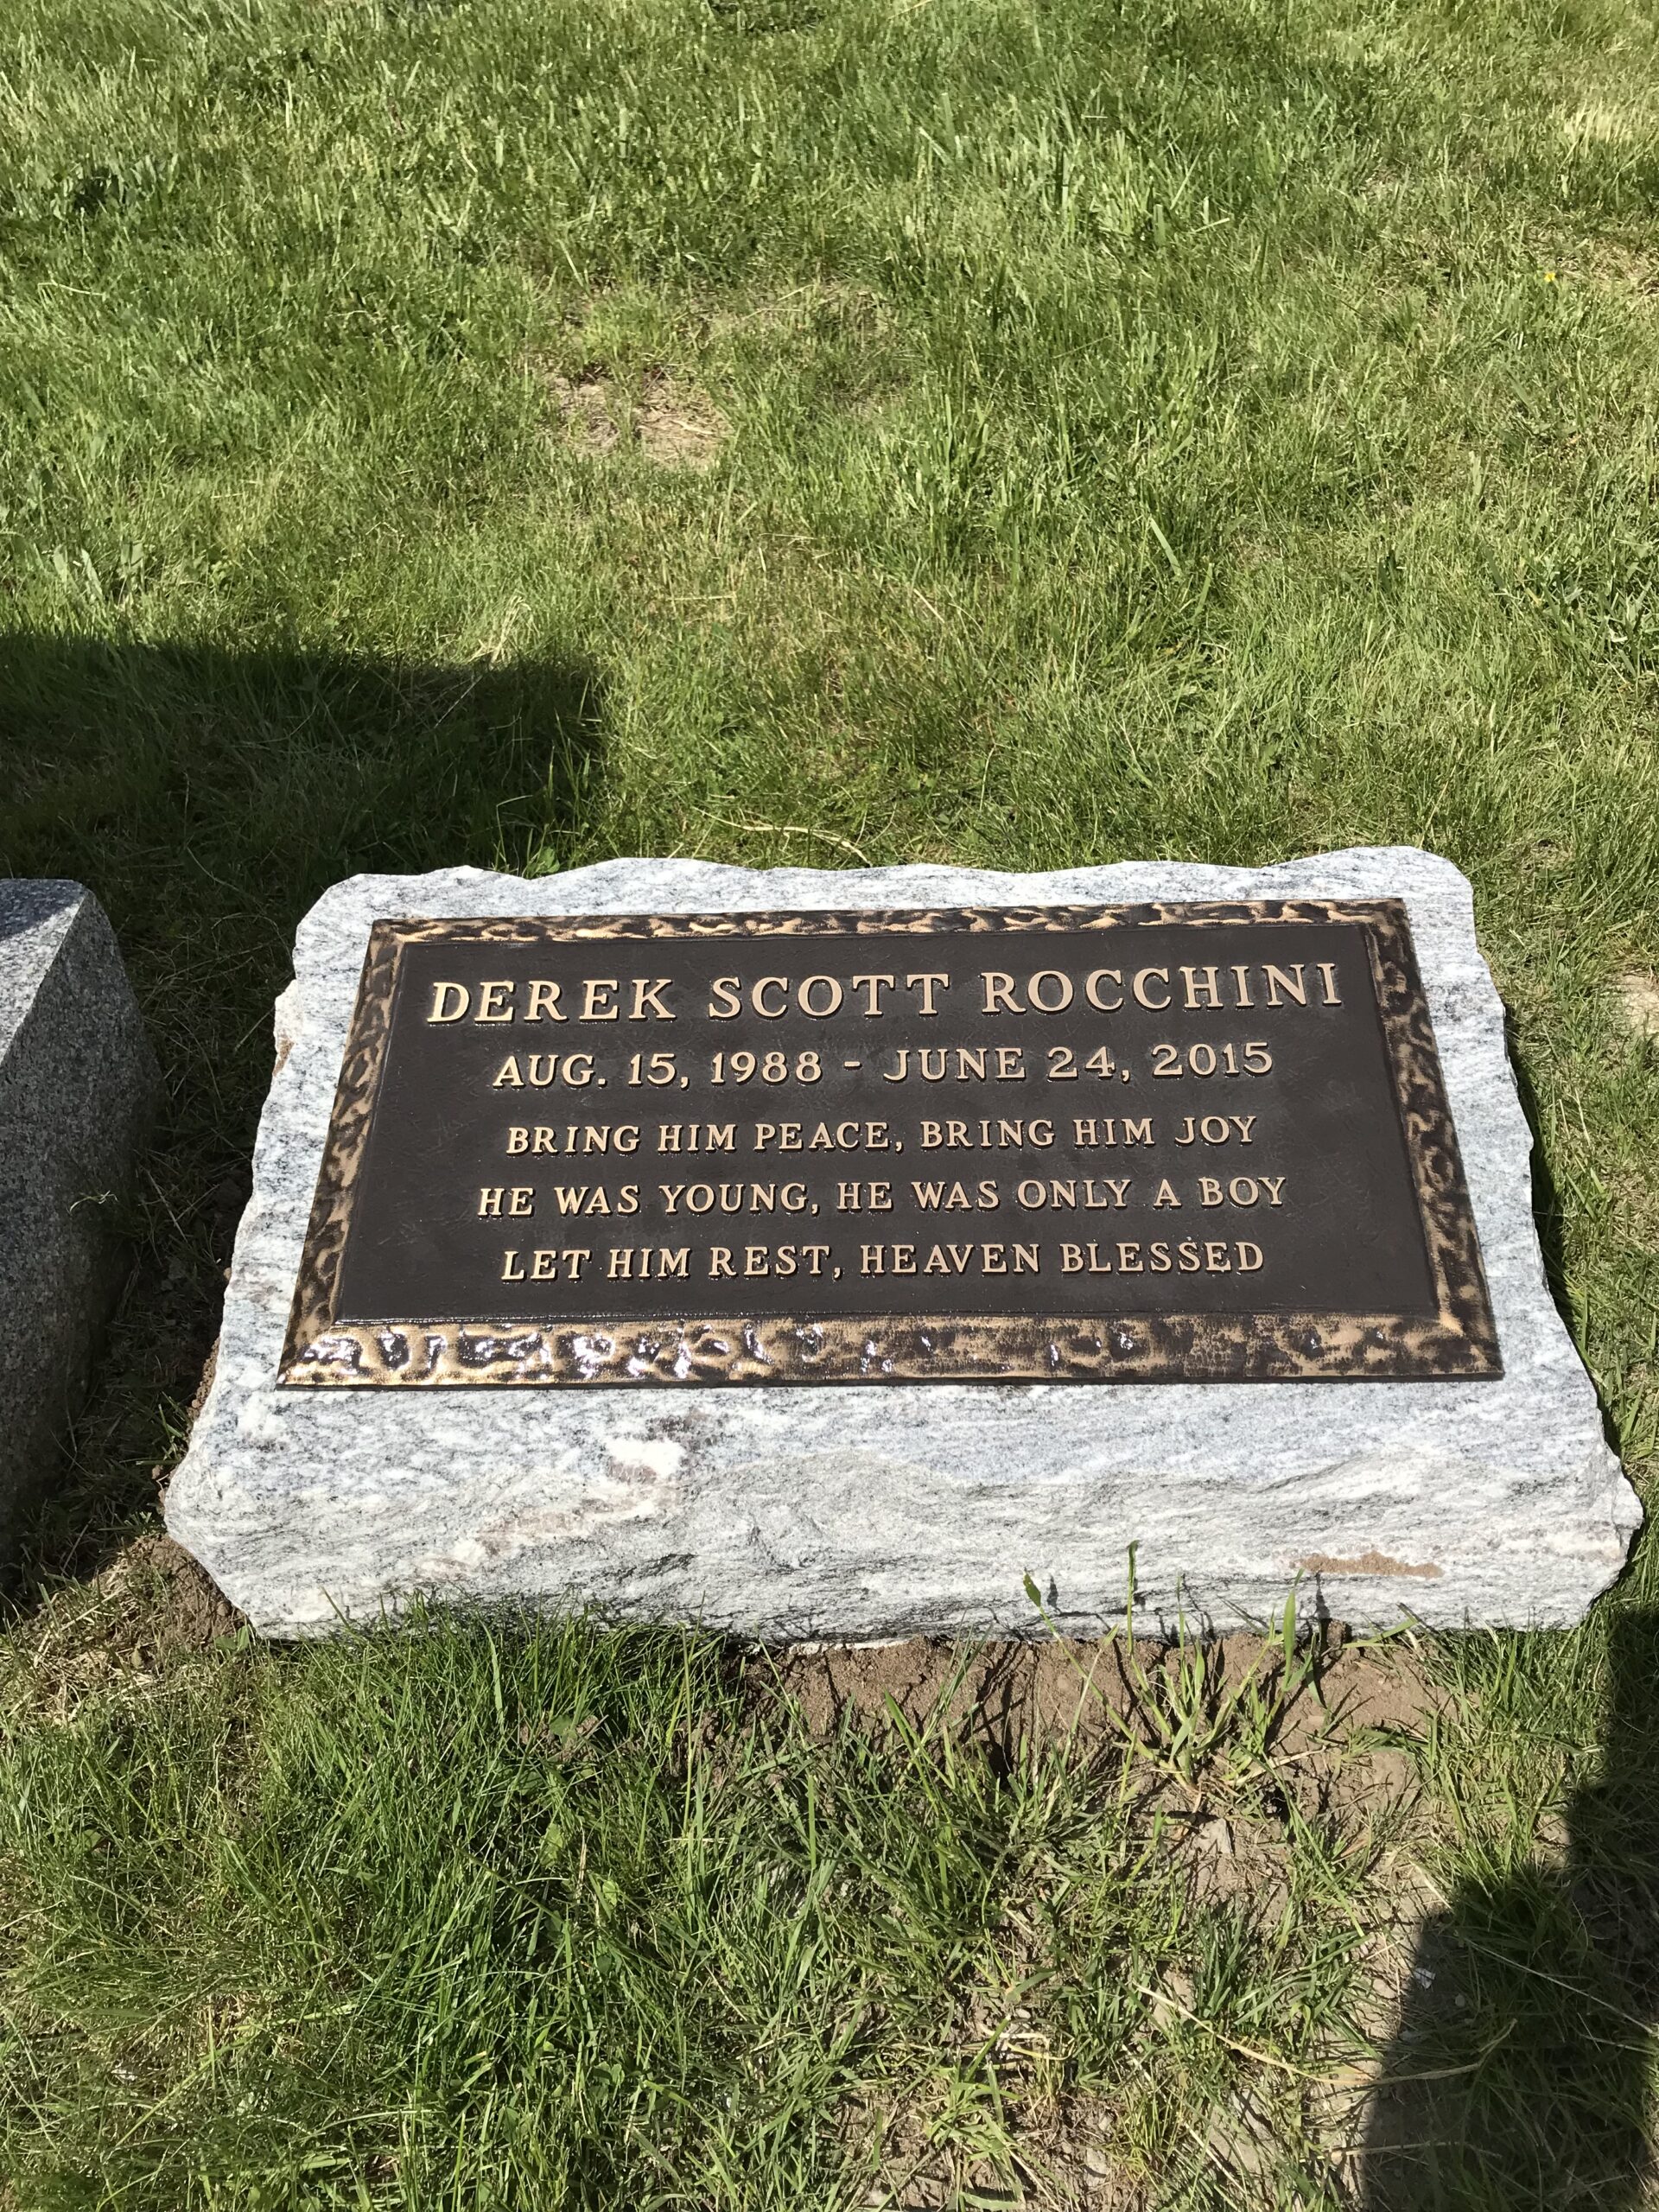 DEREK SCOTT ROCCHINI
AUG. 15, 1988 - JUNE 24, 2015
BRING HIM PEACE, BRING HIM JOY
HE WAS YOUNG, HE WAS ONLY A BOY
LET HIM REST, HEAVEN BLESSED